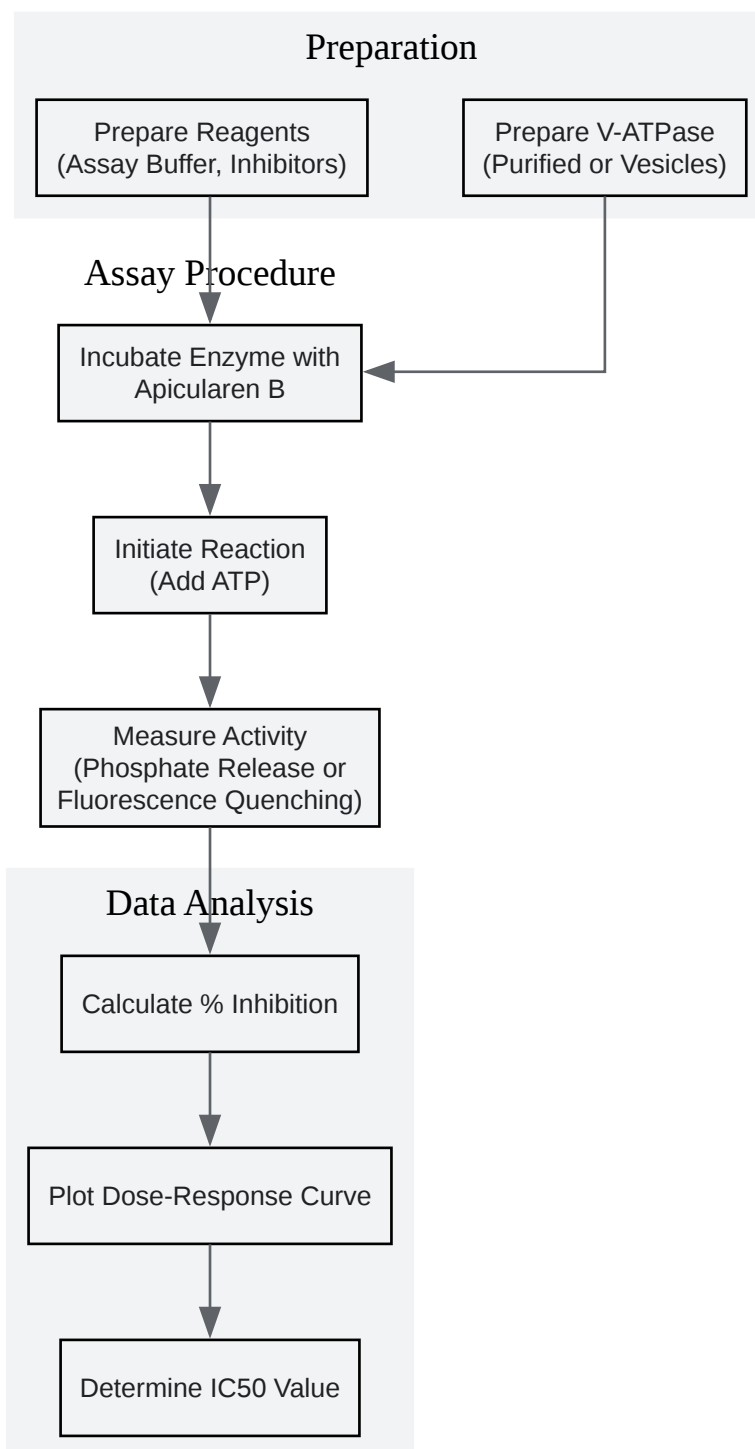 Preparation
Prepare Reagents
(Assay Buffer, Inhibitors)
Prepare V-ATPase
(Purified or Vesicles)
Assay Procedure
Incubate Enzyme with
Apicularen B
Initiate Reaction
(Add ATP)
Measure Activity
(Phosphate Release or
Fluorescence Quenching)
Data Analysis
Calculate % Inhibition
Plot Dose-Response Curve
Determine IC50 Value